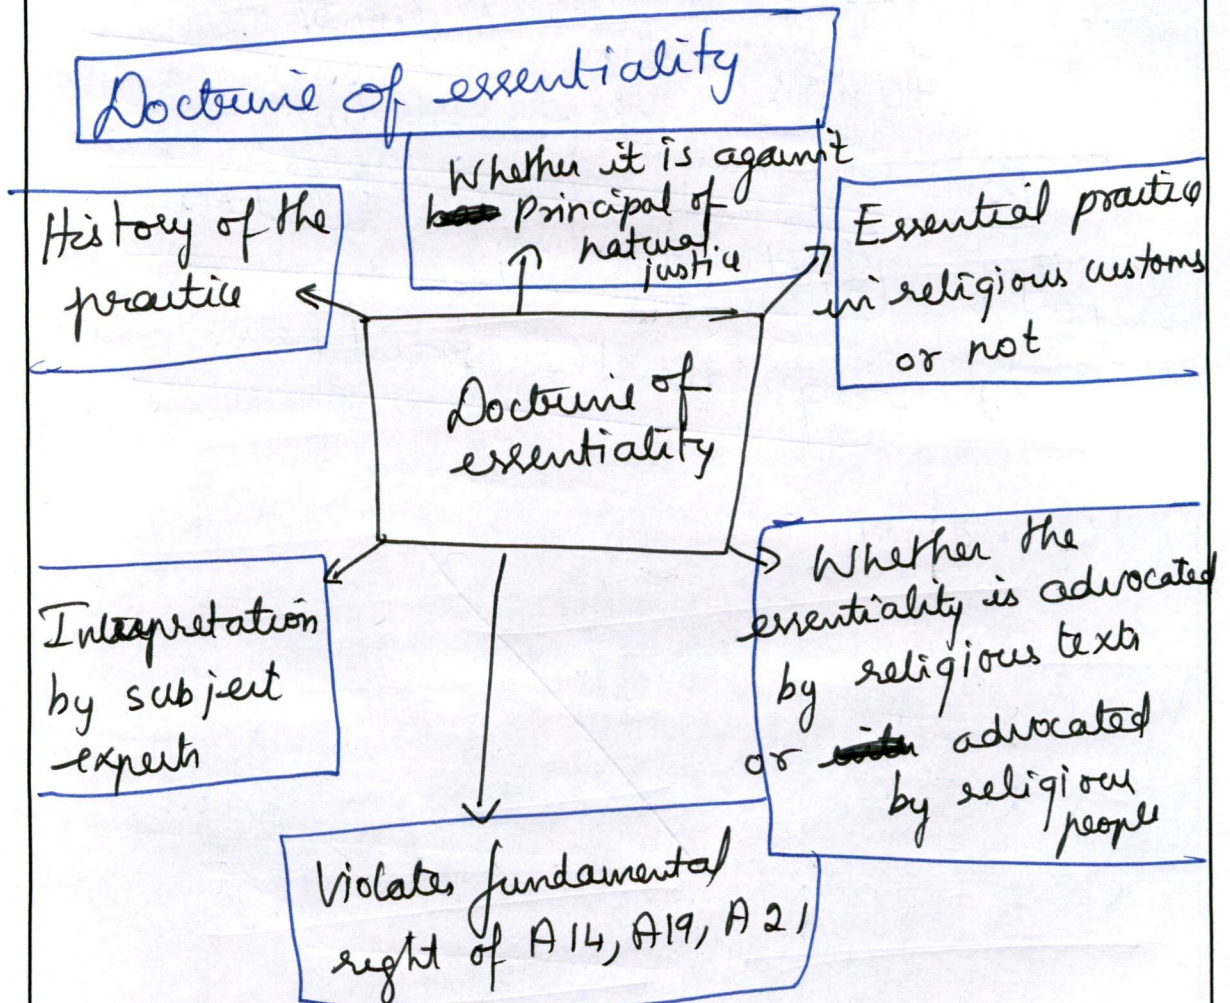 Doctrine of essentiality
Whether it is against
principal of
natural
justice
History of the
practice
Essential practice
in religious customs
or not
Doctrine of
essentiality
Interpretation
by subject
experts
Whether the
essentiality is advocated
by religious texts
or advocated
by religious
people
Violates fundamental
right of A14, A19, A21